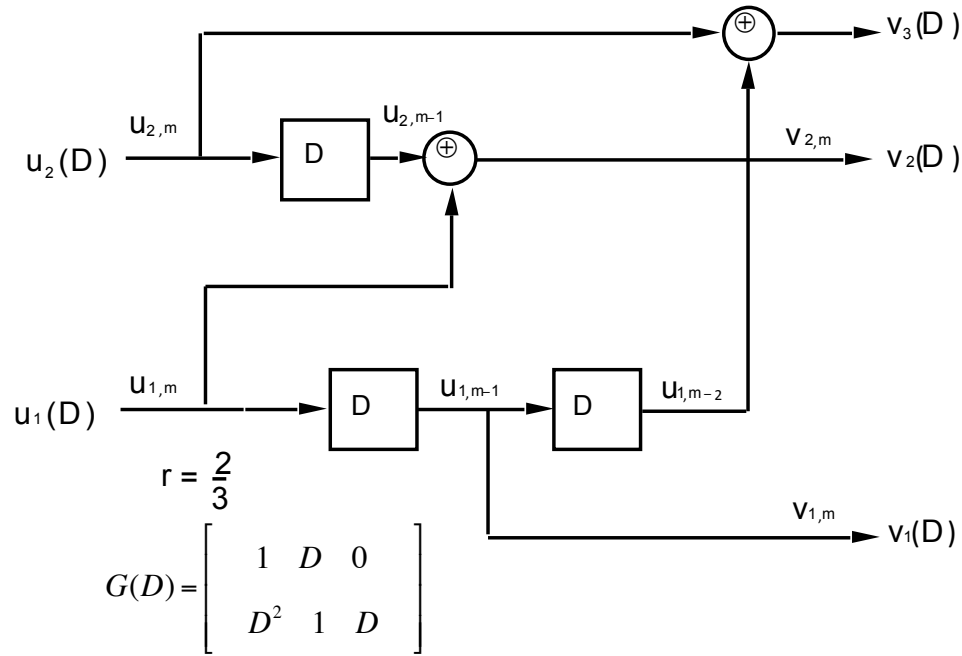 ⊕
v₃(D)
u₂,ₘ
u₂,ₘ₋₁
u₂(D)
D
⊕
v₂,ₘ
v₂(D)
u₁,ₘ
u₁(D)
D
u₁,ₘ₋₁
D
u₁,ₘ₋₂
r = 2/3
v₁,ₘ
v₁(D)
G(D) = [ 1 D 0
D² 1 D ]